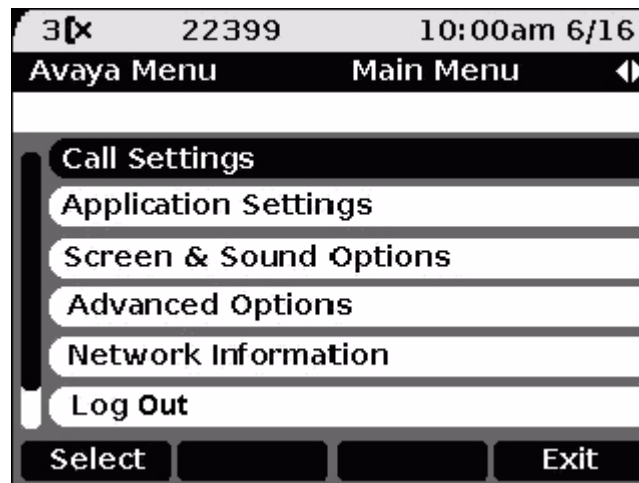 3 22399 10:00am 6/16
Avaya Menu Main Menu
Call Settings
Application Settings
Screen & Sound Options
Advanced Options
Network Information
Log Out
Select Exit